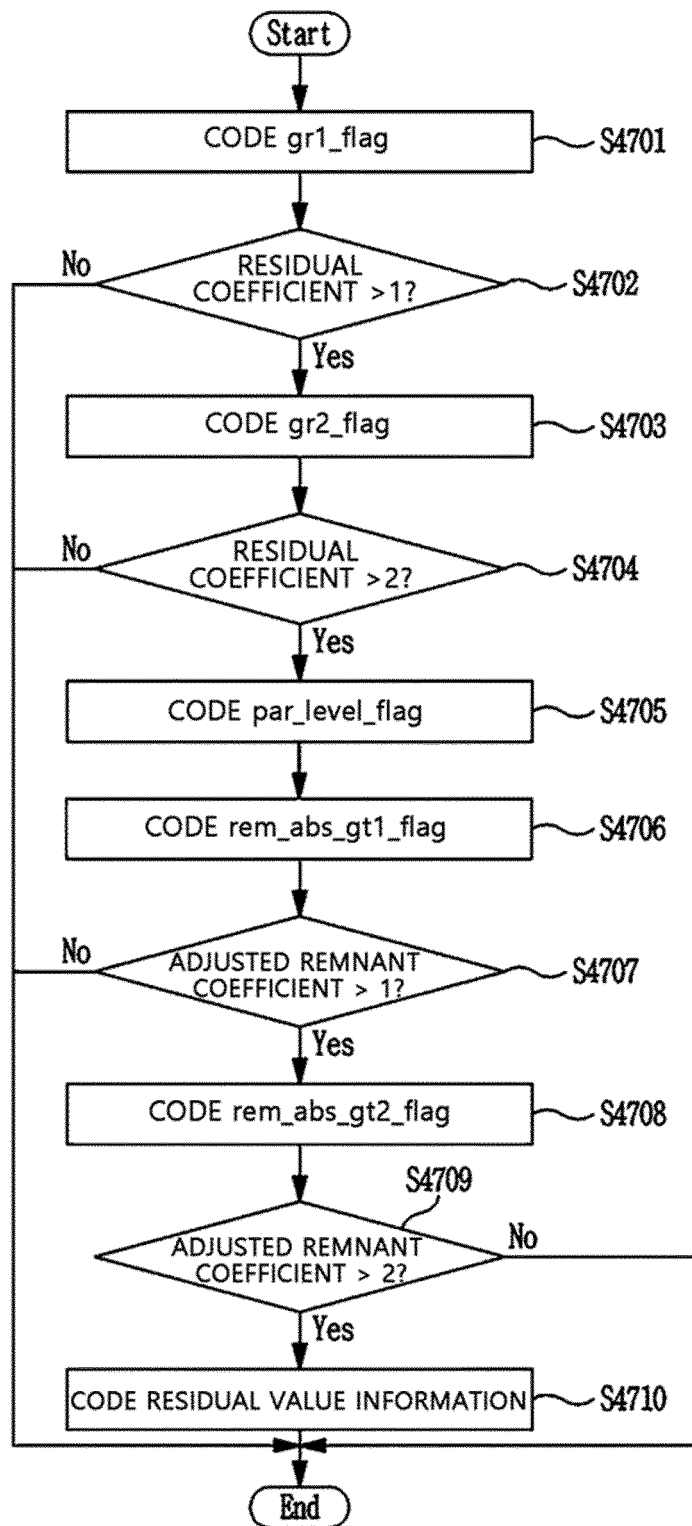 Start
CODE gr1_flag
S4701
No
RESIDUAL
COEFFICIENT >1?
S4702
Yes
CODE gr2_flag
S4703
No
RESIDUAL
COEFFICIENT >2?
S4704
Yes
CODE par_level_flag
S4705
CODE rem_abs_gt1_flag
S4706
No
ADJUSTED REMNANT
COEFFICIENT > 1?
S4707
Yes
CODE rem_abs_gt2_flag
S4708
S4709
ADJUSTED REMNANT
COEFFICIENT > 2?
No
Yes
CODE RESIDUAL VALUE INFORMATION
S4710
End